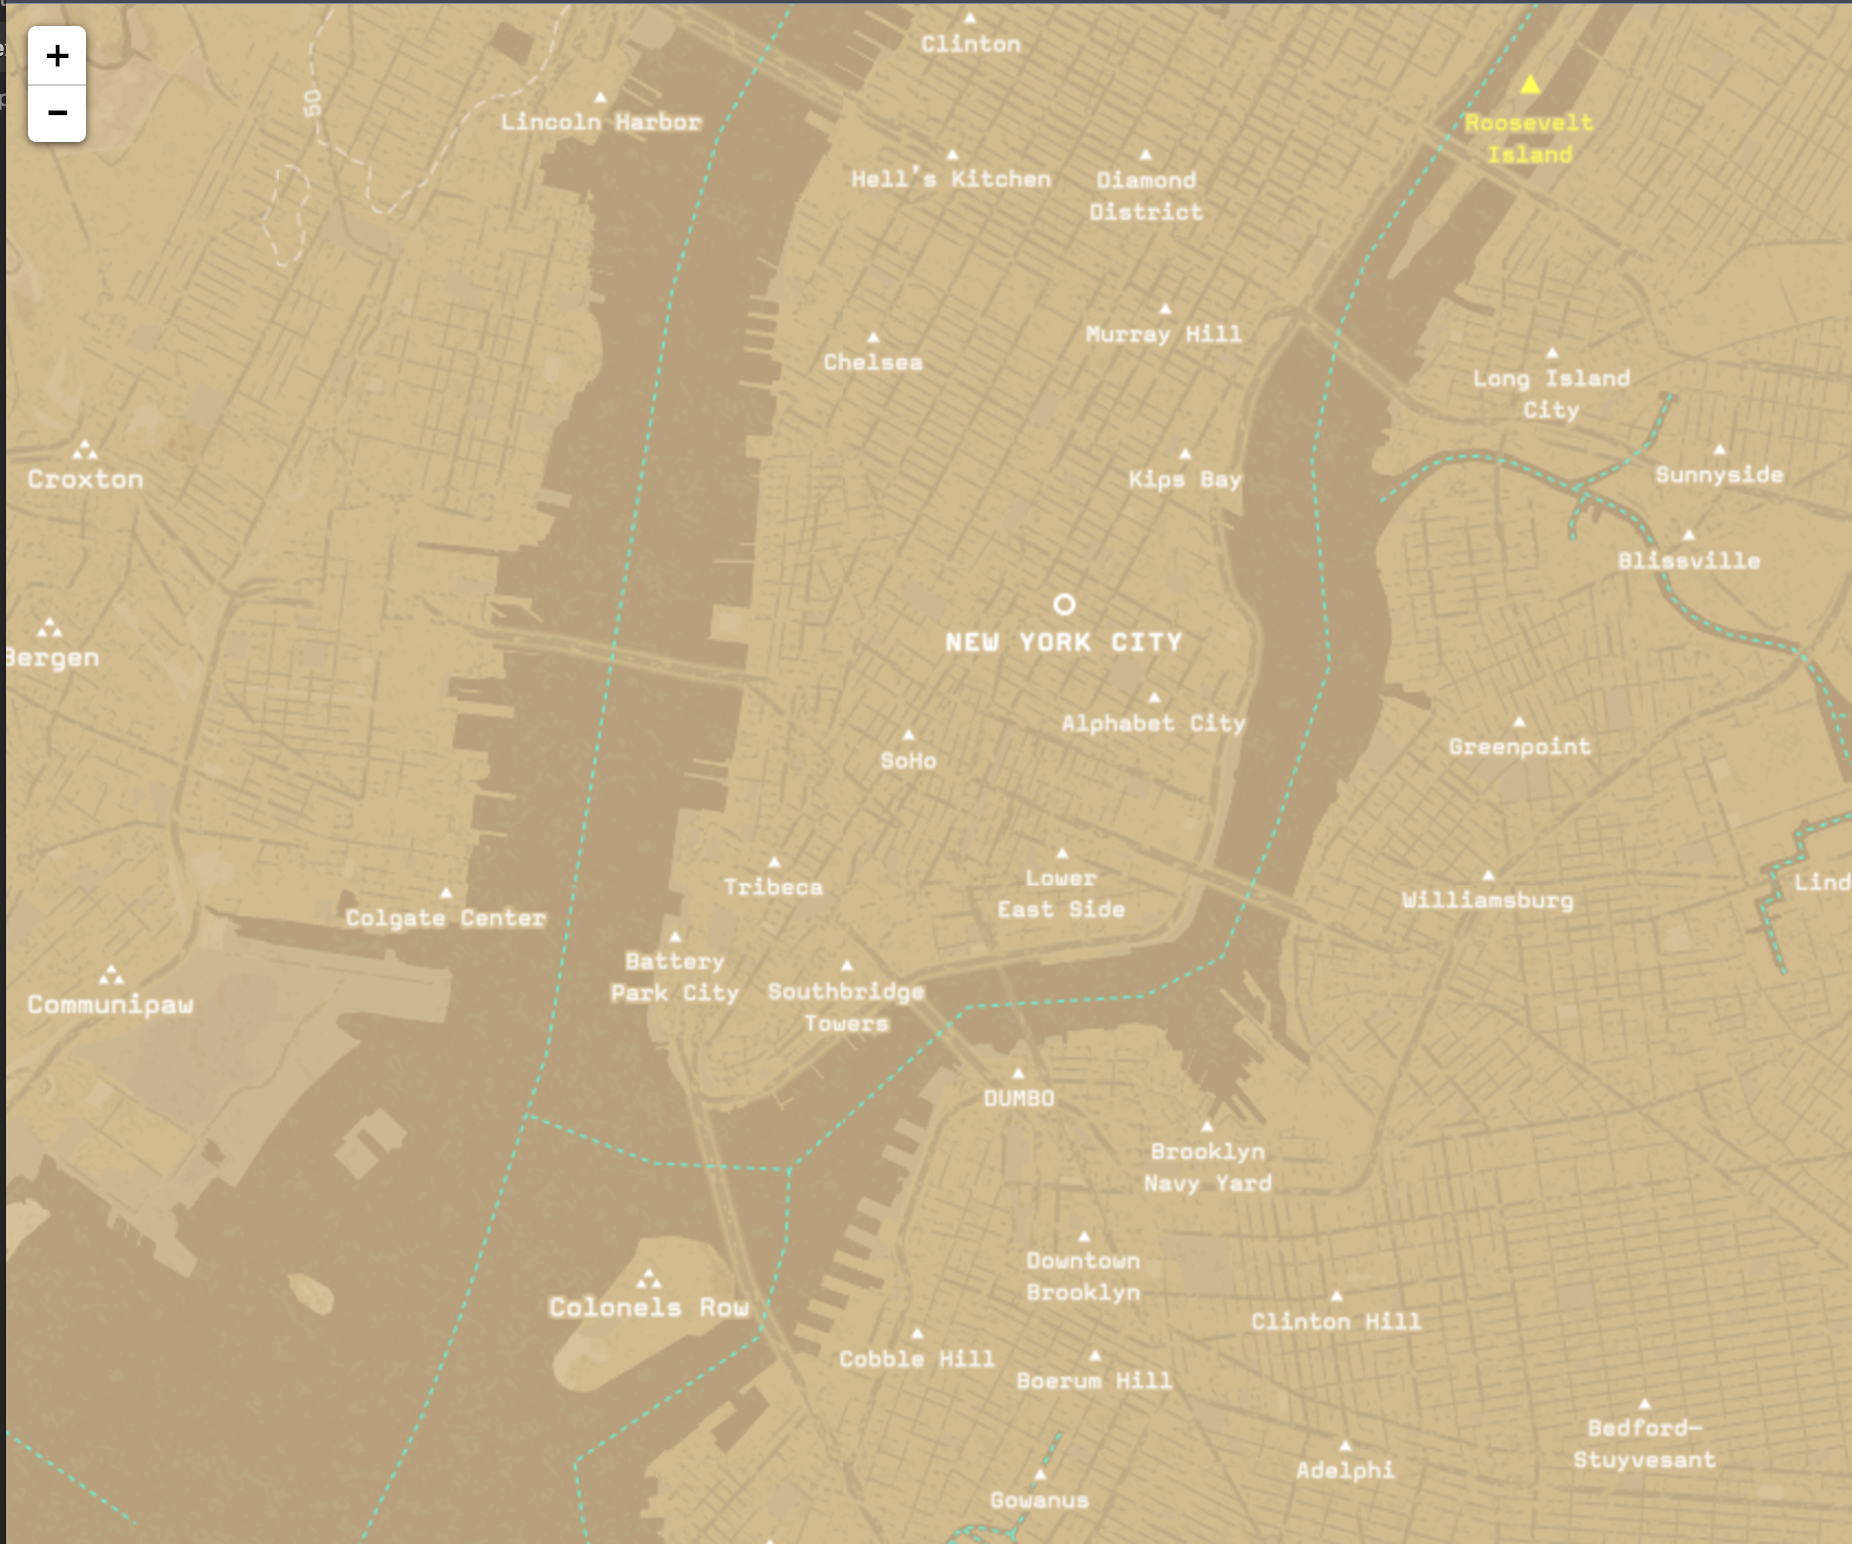 +
−
Clinton
50
Lincoln Harbor
Roosevelt
Island
Hell's Kitchen
Diamond
District
Murray Hill
Chelsea
Long Island
City
Croxton
Kips Bay
Sunnyside
Blissville
NEW YORK CITY
Bergen
Alphabet City
SoHo
Greenpoint
Tribeca
Lower
East Side
Williamsburg
Lind
Colgate Center
Battery
Park City
Southbridge
Towers
Communipaw
DUMBO
Brooklyn
Navy Yard
Downtown
Brooklyn
Colonels Row
Clinton Hill
Cobble Hill
Boerum Hill
Bedford—
Stuyvesant
Adelphi
Gowanus